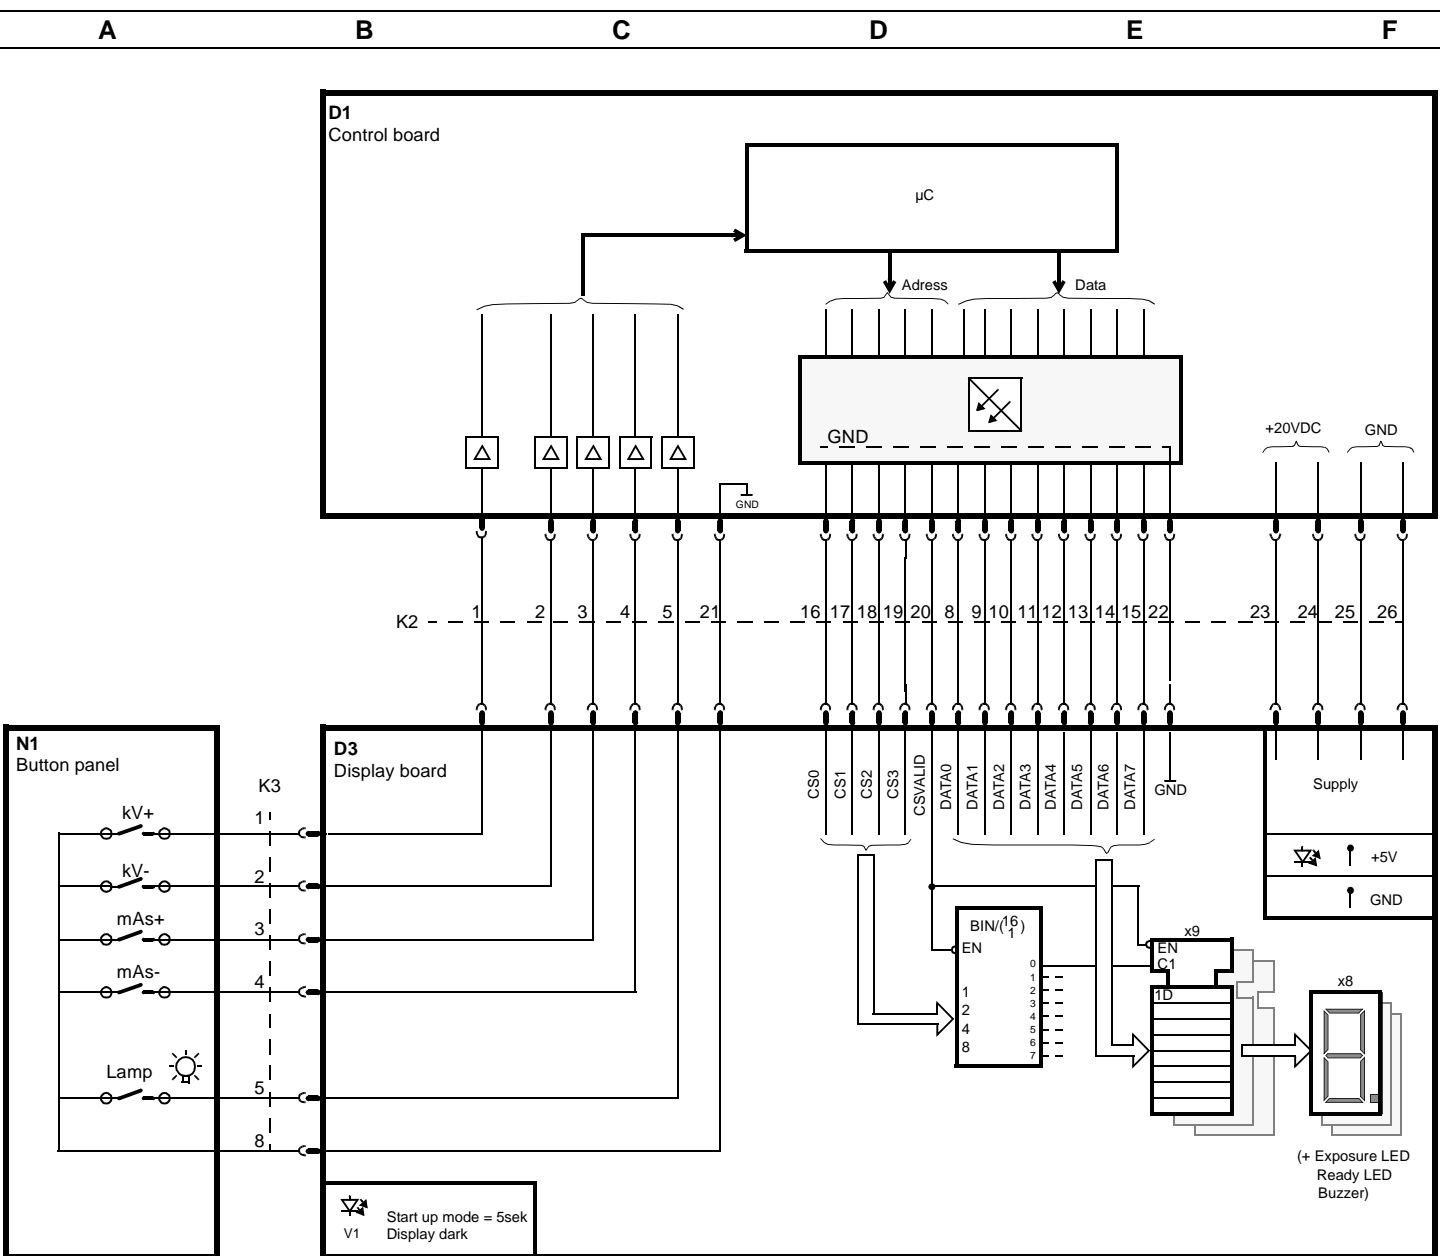 A B C D E F
D1
Control board
µC
Adress Data
GND
+20VDC GND
GND
K2 1 2 3 4 5 21 16 17 18 19 20 8 9 10 11 12 13 14 15 22 23 24 25 26
N1
Button panel
K3
D3
Display board
CS0
CS1
CS2
CS3
CSVALID
DATA0
DATA1
DATA2
DATA3
DATA4
DATA5
DATA6
DATA7
GND
Supply
+5V
GND
kV+ 1
kV- 2
mAs+ 3
mAs- 4
Lamp 5
8
BIN/(16 1)
EN
1
2
4
8
0
1
2
3
4
5
6
7
x9
EN
C1
1D
x8
(+ Exposure LED
Ready LED
Buzzer)
V1
Start up mode = 5sek
Display dark